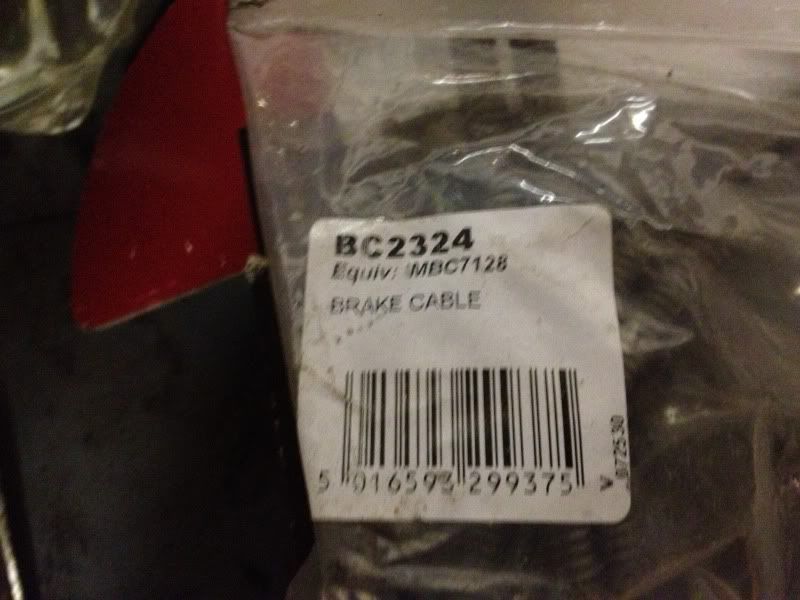 BC2324
Equiv: MBC7128
BRAKE CABLE
5 016593 299375
V 0725.30